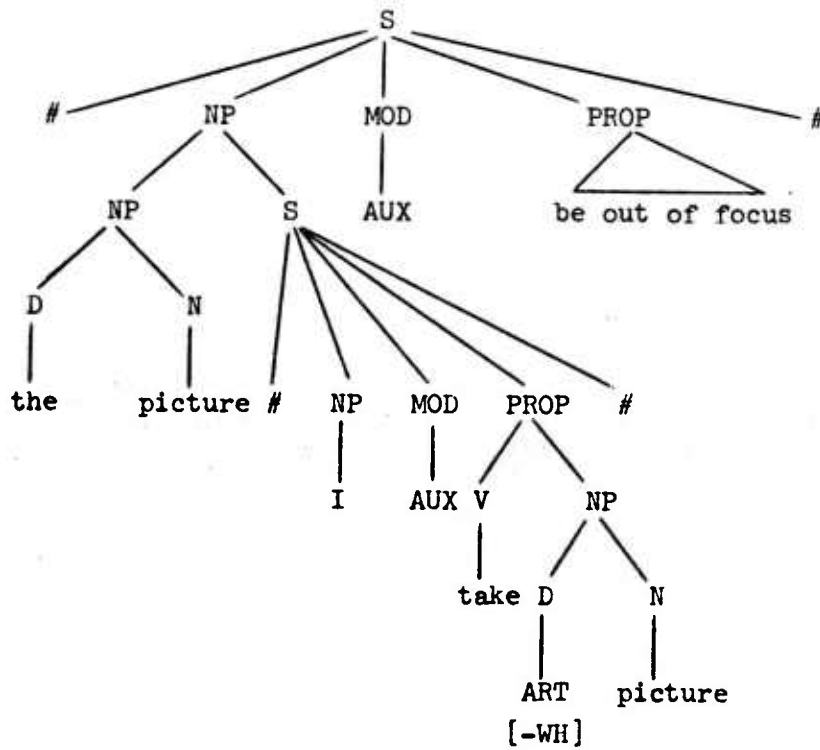 S
# NP MOD PROP #
NP S AUX be out of focus
D N
the picture # NP MOD PROP #
I AUX V NP
take D N
ART picture
[-WH]